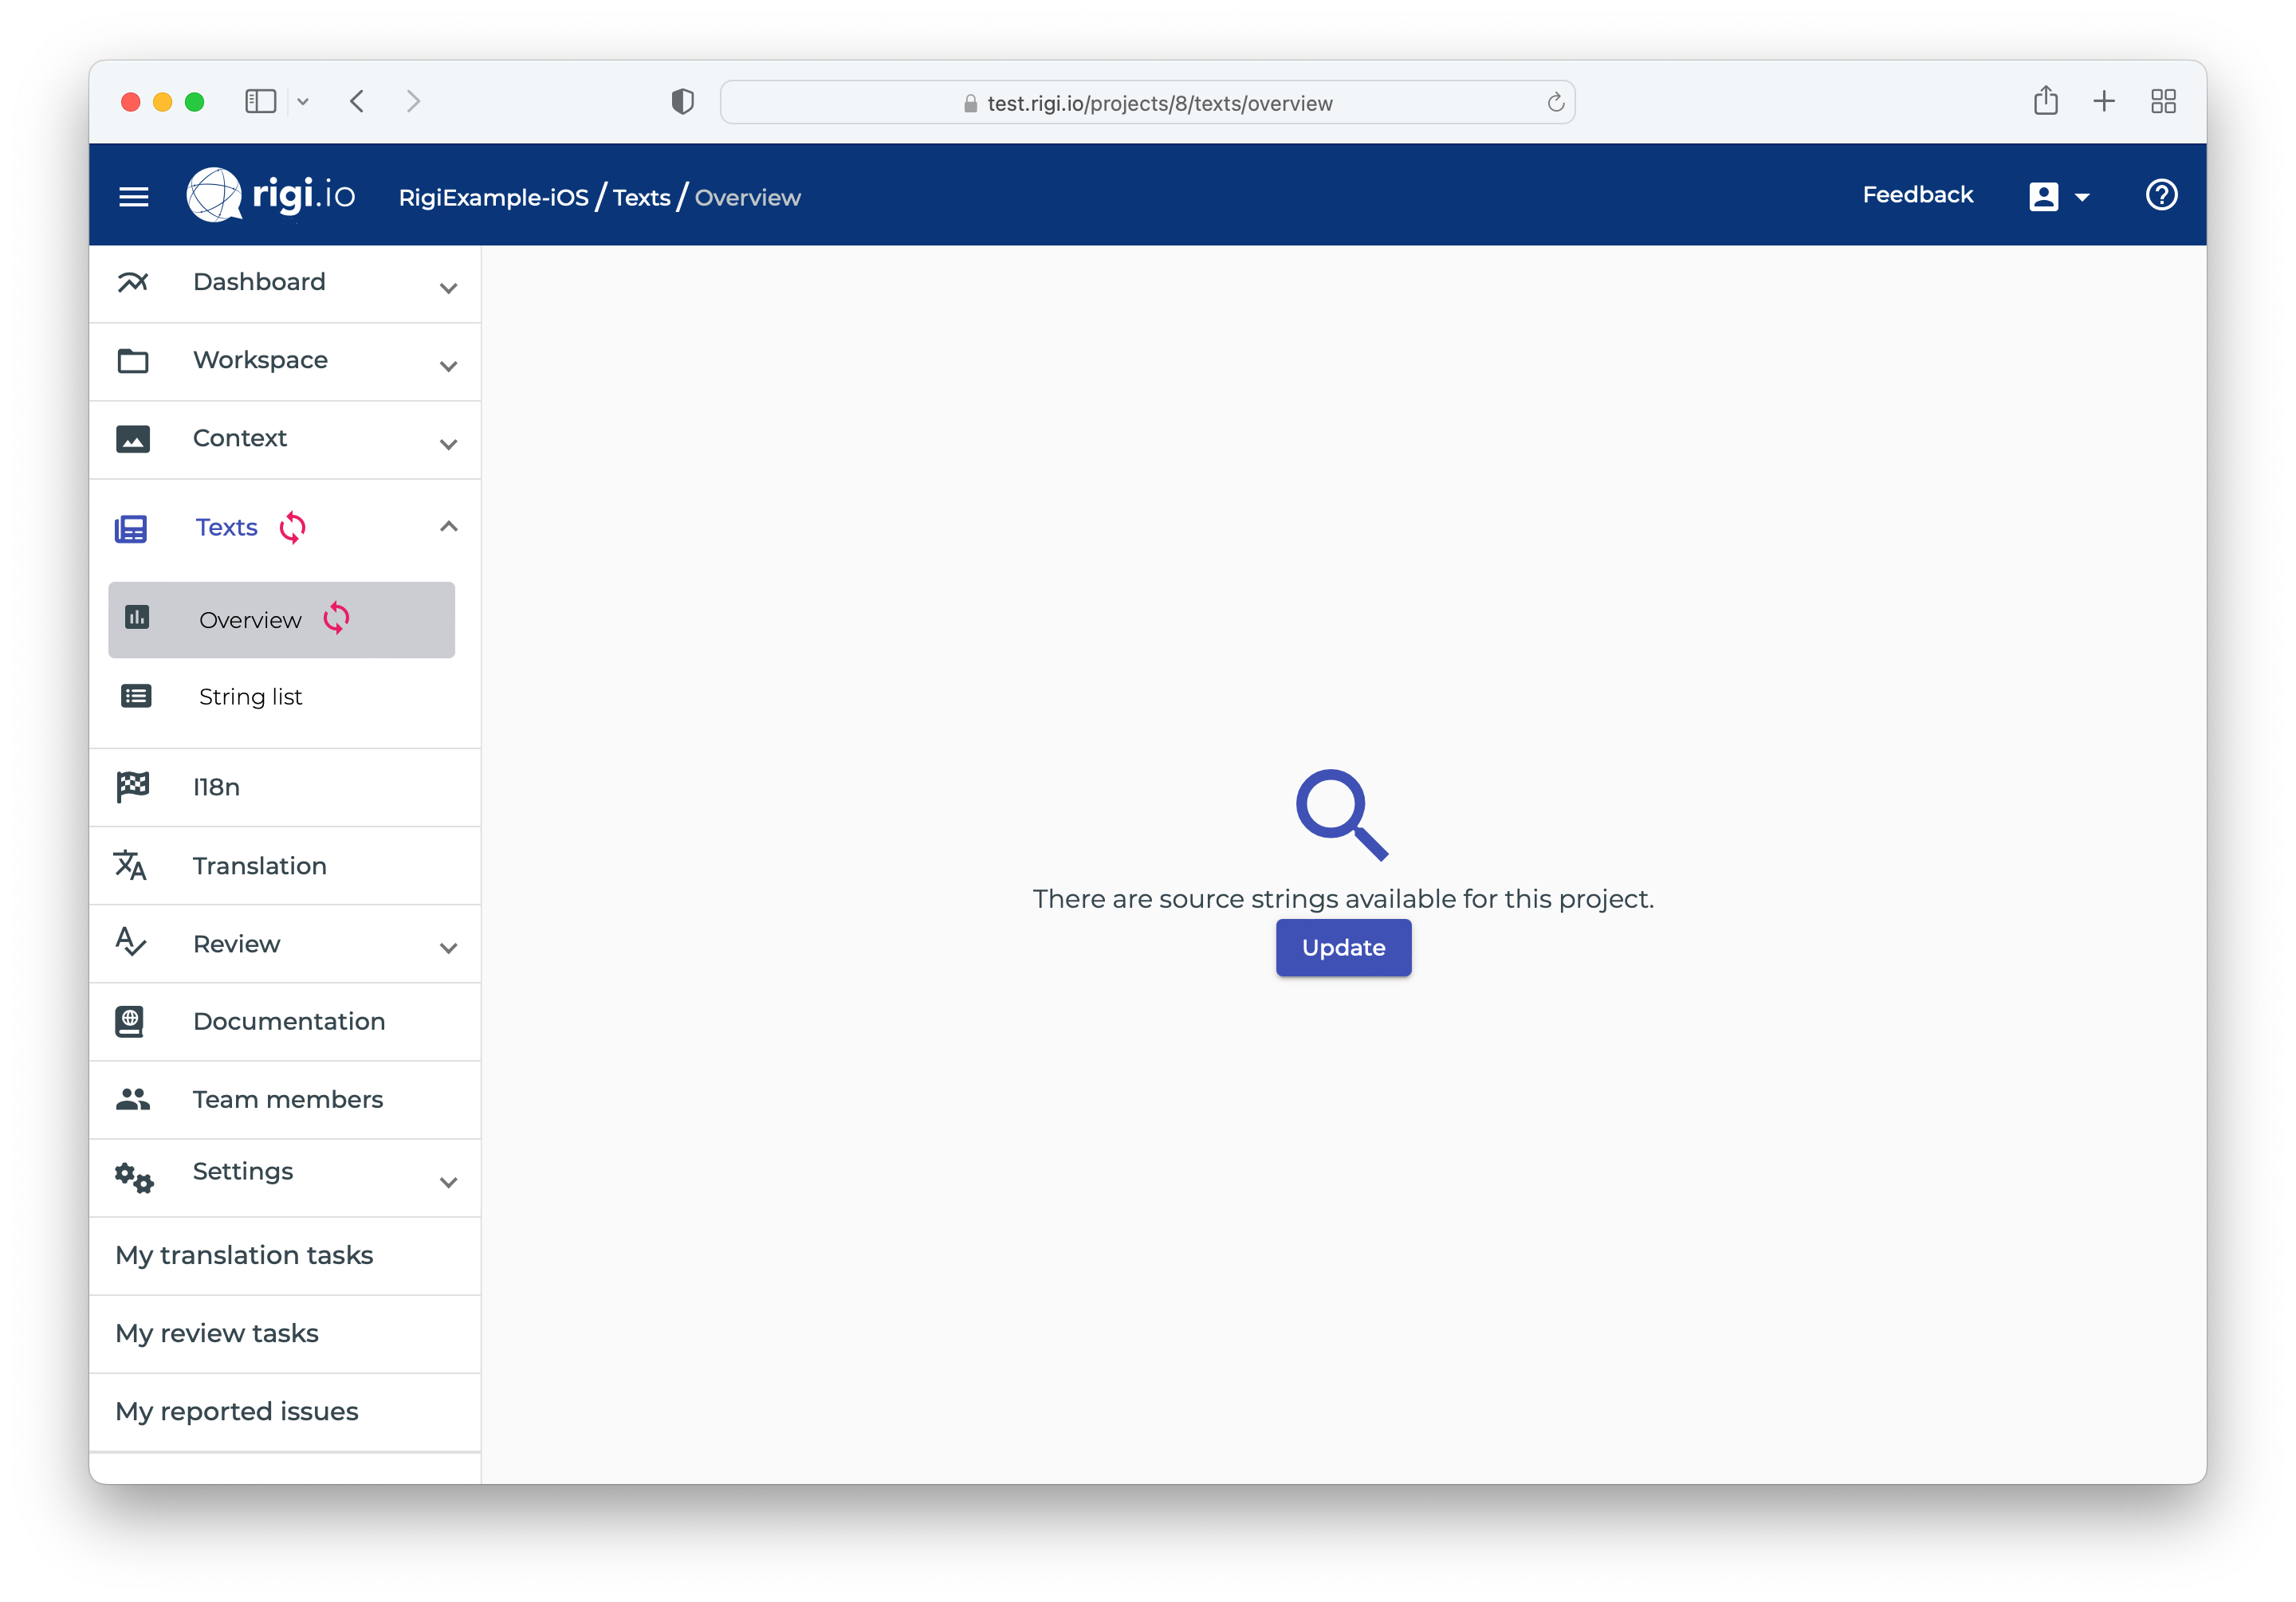 test.rigi.io/projects/8/texts/overview
rigi.io
RigiExample-iOS / Texts / Overview
Feedback
Dashboard
Workspace
Context
Texts
Overview
String list
I18n
Translation
Review
Documentation
Team members
Settings
My translation tasks
My review tasks
My reported issues
There are source strings available for this project.
Update